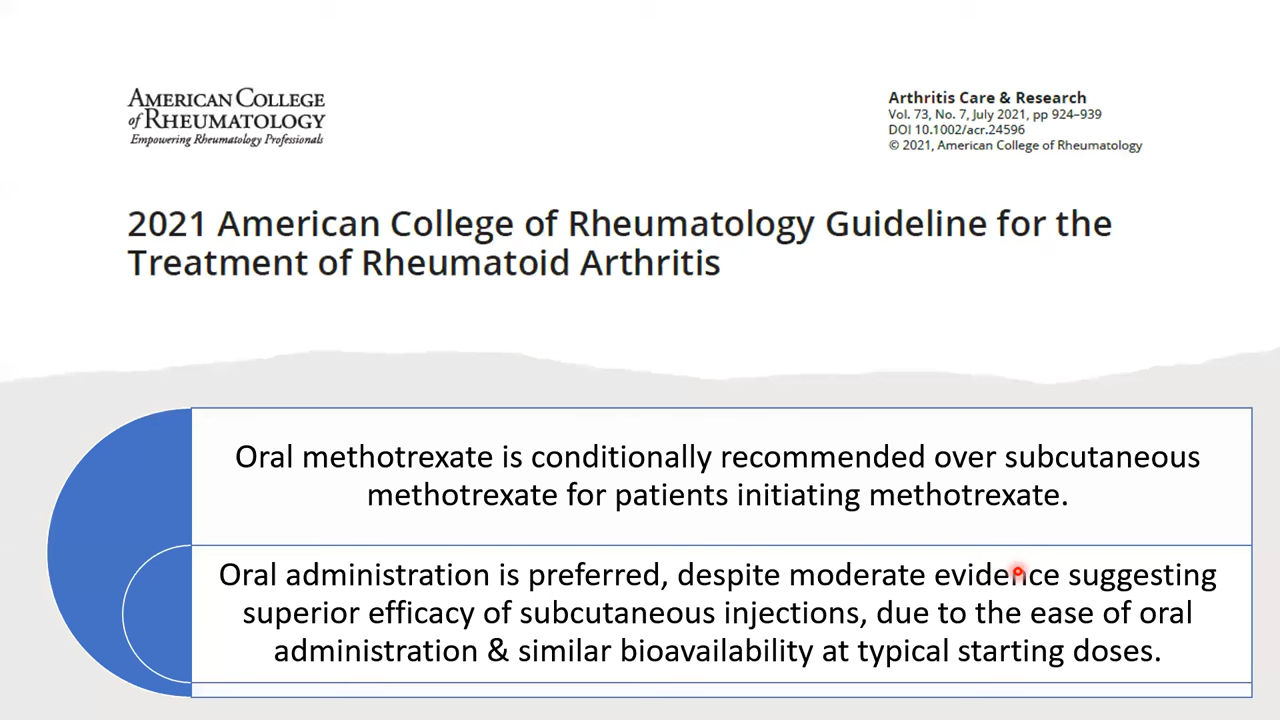 AMERICAN COLLEGE
of RHEUMATOLOGY
Empowering Rheumatology Professionals
Arthritis Care & Research
Vol. 73, No. 7, July 2021, pp 924–939
DOI 10.1002/acr.24596
© 2021, American College of Rheumatology
2021 American College of Rheumatology Guideline for the
Treatment of Rheumatoid Arthritis
Oral methotrexate is conditionally recommended over subcutaneous
methotrexate for patients initiating methotrexate.
Oral administration is preferred, despite moderate evidence suggesting
superior efficacy of subcutaneous injections, due to the ease of oral
administration & similar bioavailability at typical starting doses.